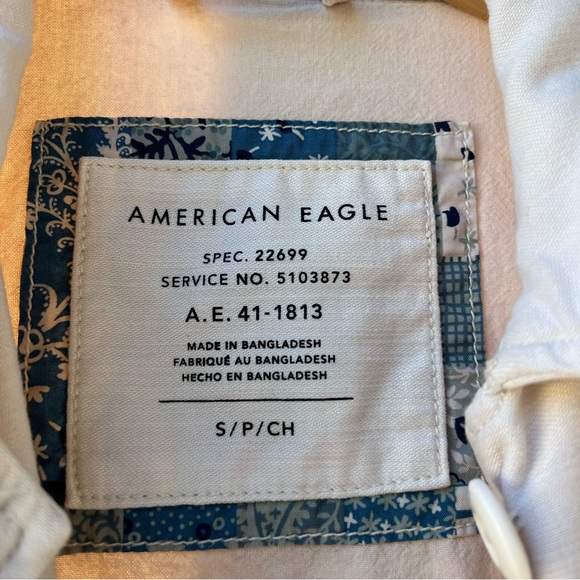 AMERICAN EAGLE
SPEC. 22699
SERVICE NO. 5103873
A.E. 41-1813
MADE IN BANGLADESH
FABRIQUÉ AU BANGLADESH
HECHO EN BANGLADESH
S/P/CH